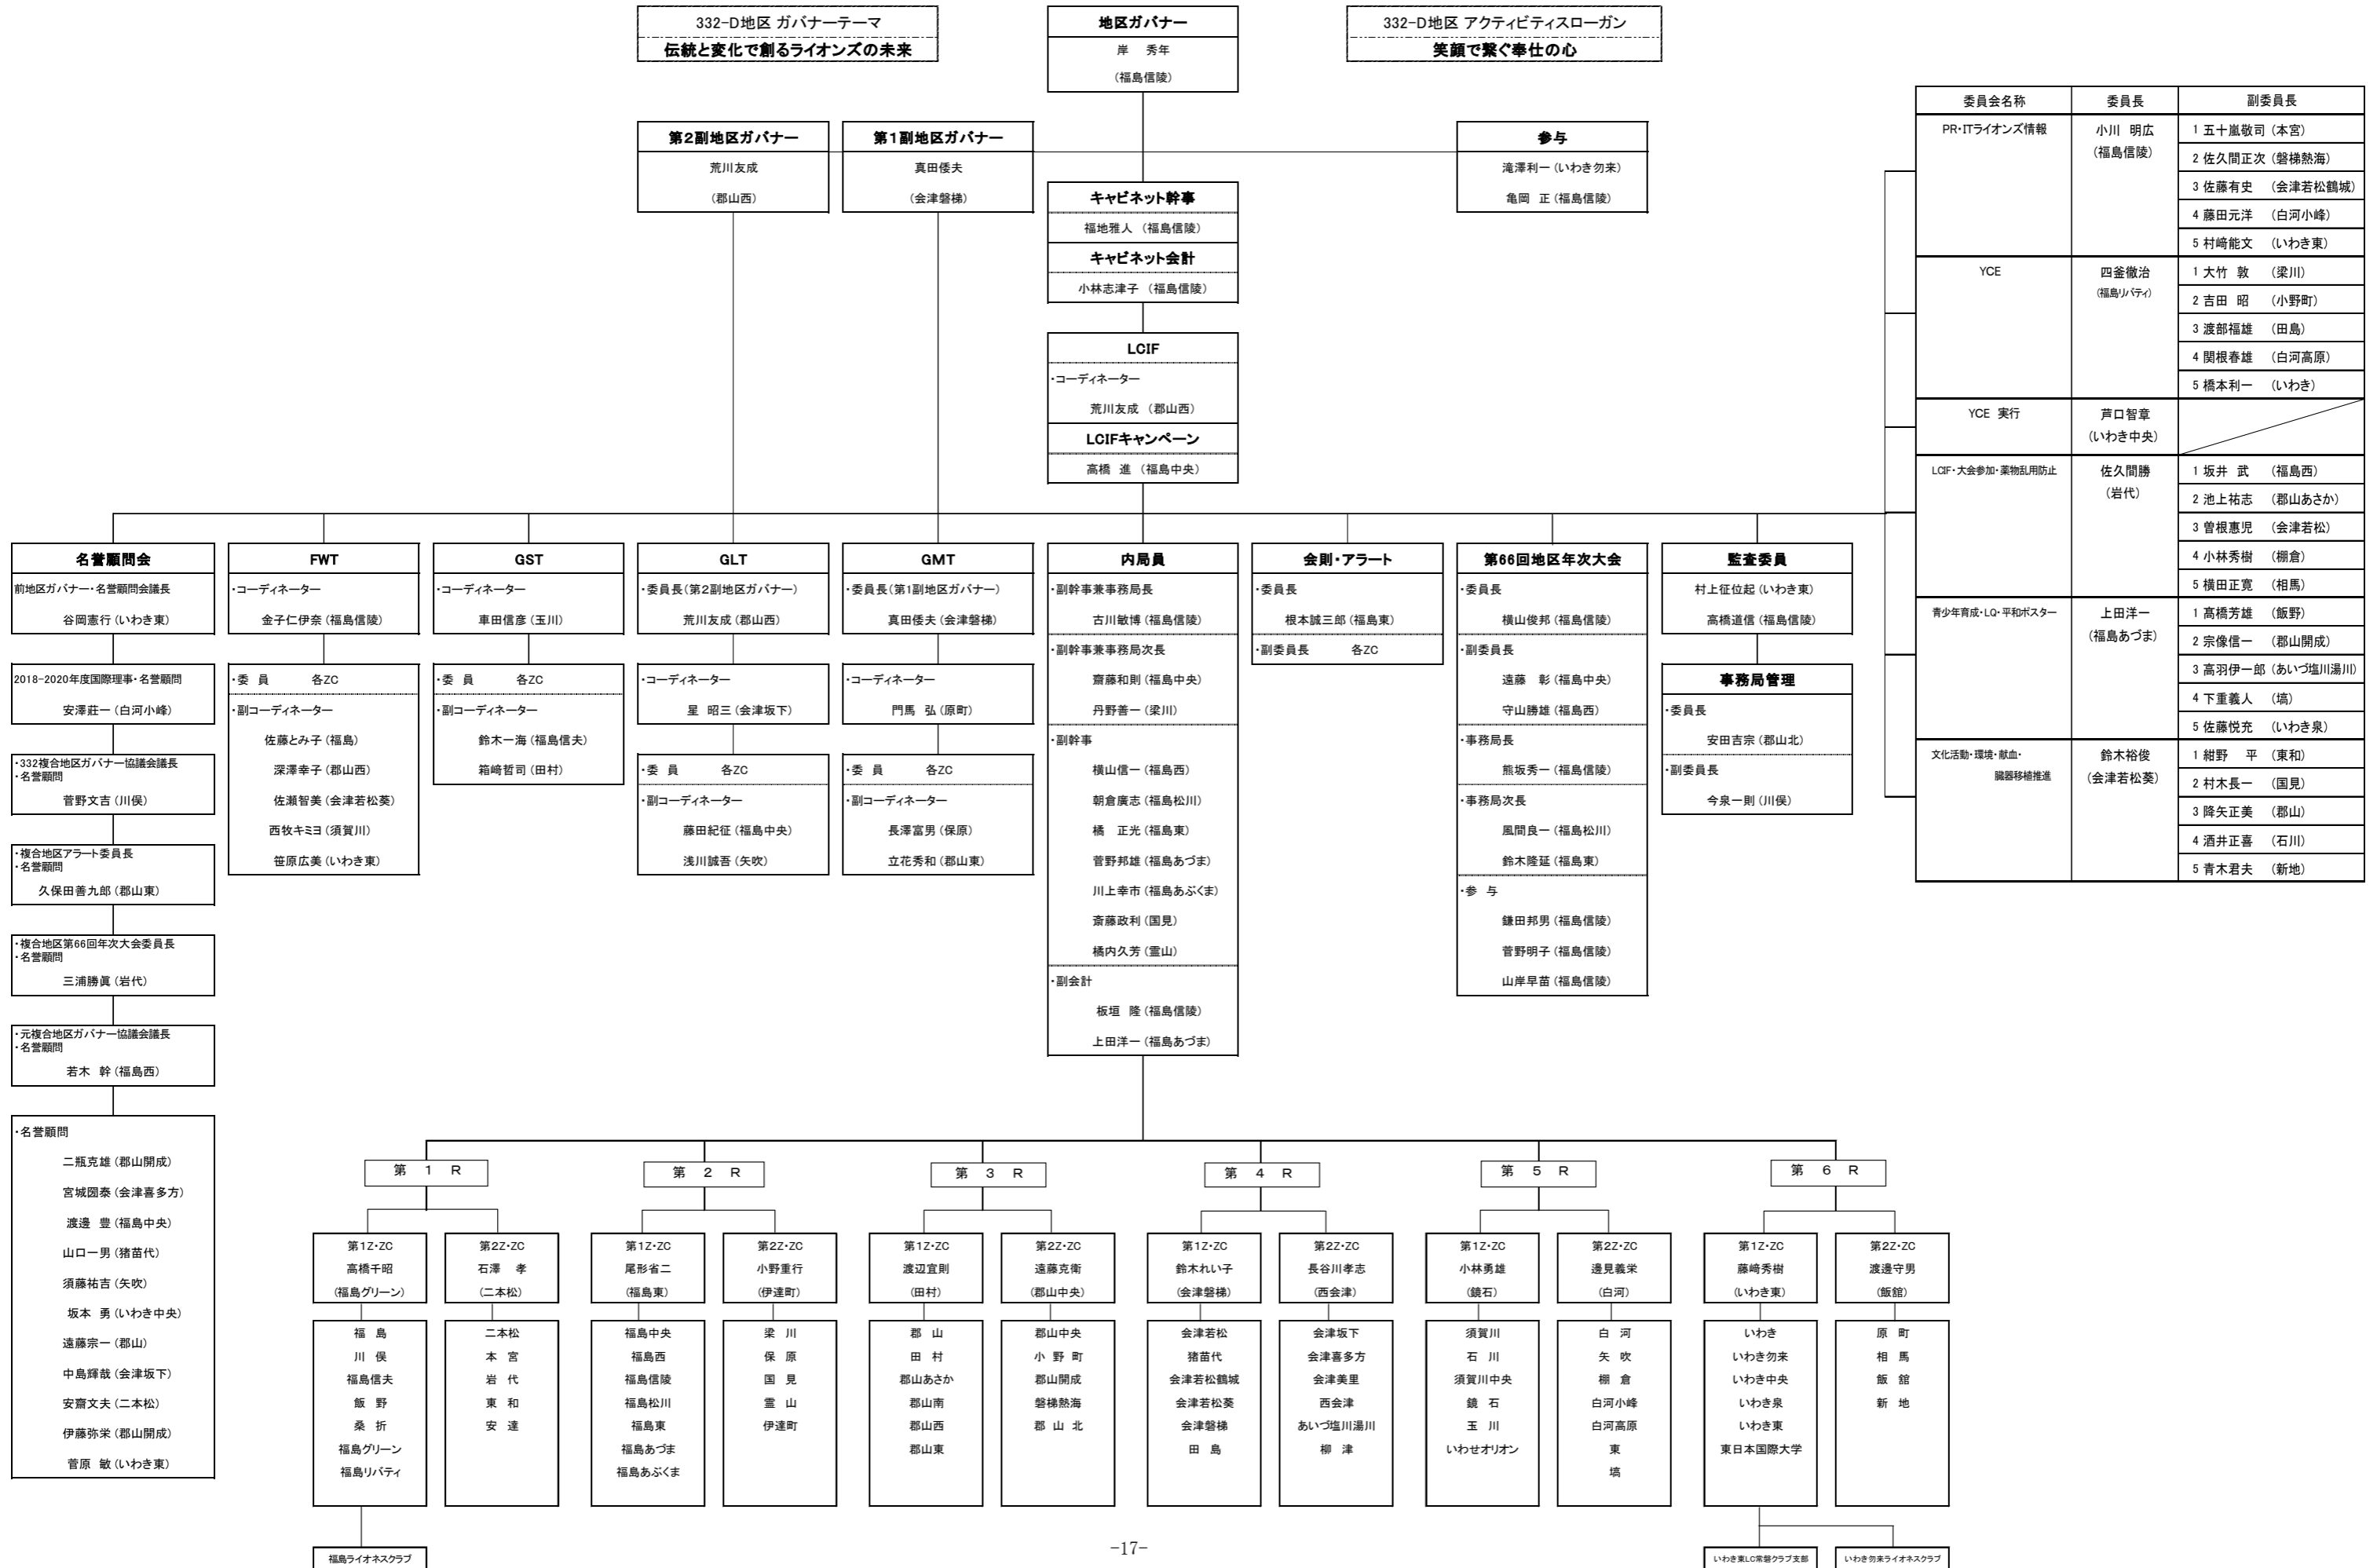 332-D地区 ガバナーテーマ
伝統と変化で創るライオンズの未来
地区ガバナー
岸　秀年
(福島信陵)
332-D地区 アクティビティスローガン
笑顔で繋ぐ奉仕の心
第2副地区ガバナー
荒川友成
(郡山西)
第1副地区ガバナー
真田倭夫
(会津磐梯)
参与
滝澤利一(いわき勿来)
亀岡 正(福島信陵)
キャビネット幹事
福地雅人 (福島信陵)
キャビネット会計
小林志津子 (福島信陵)
LCIF
・コーディネーター
荒川友成 (郡山西)
LCIFキャンペーン
高橋 進 (福島中央)
委員会名称 委員長 副委員長
PR・ITライオンズ情報 小川 明広 1 五十嵐敬司(本宮)
(福島信陵) 2 佐久間正次(磐梯熱海)
3 佐藤有史 (会津若松鶴城)
4 藤田元洋 (白河小峰)
5 村﨑能文 (いわき東)
YCE 四釜徹治 1 大竹 敦 (梁川)
(福島リバティ) 2 吉田 昭 (小野町)
3 渡部福雄 (田島)
4 関根春雄 (白河高原)
5 橋本利一 (いわき)
YCE 実行 芦口智章
(いわき中央)
LCIF・大会参加・薬物乱用防止 佐久間勝 1 坂井 武 (福島西)
(岩代) 2 池上祐志 (郡山あさか)
3 曽根惠児 (会津若松)
4 小林秀樹 (棚倉)
5 横田正寛 (相馬)
青少年育成・LQ・平和ポスター 上田洋一 1 髙橋芳雄 (飯野)
(福島あづま) 2 宗像信一 (郡山開成)
3 高羽伊一郎(あいづ塩川湯川)
4 下重義人 (塙)
5 佐藤悦充 (いわき泉)
文化活動・環境・献血・ 鈴木裕俊 1 紺野 平 (東和)
臓器移植推進 (会津若松葵) 2 村木長一 (国見)
3 降矢正美 (郡山)
4 酒井正喜 (石川)
5 青木君夫 (新地)
名誉顧問会
前地区ガバナー・名誉顧問会議長
谷岡憲行(いわき東)
2018-2020年度国際理事・名誉顧問
安澤莊一(白河小峰)
・332複合地区ガバナー協議会議長
・名誉顧問
菅野文吉(川俣)
・複合地区アラート委員長
・名誉顧問
久保田善九郎(郡山東)
・複合地区第66回年次大会委員長
・名誉顧問
三浦勝眞(岩代)
・元複合地区ガバナー協議会議長
・名誉顧問
若木 幹(福島西)
・名誉顧問
二瓶克雄(郡山開成)
宮城圀泰(会津喜多方)
渡邊 豊(福島中央)
山口一男(猪苗代)
須藤祐吉(矢吹)
坂本 勇(いわき中央)
遠藤宗一(郡山)
中島輝哉(会津坂下)
安齋文夫(二本松)
伊藤弥栄(郡山開成)
菅原 敏(いわき東)
FWT
・コーディネーター
金子仁伊奈(福島信陵)
・委 員 各ZC
・副コーディネーター
佐藤とみ子(福島)
深澤幸子(郡山西)
佐瀬智美(会津若松葵)
西牧キミヨ(須賀川)
笹原広美(いわき東)
GST
・コーディネーター
車田信彦(玉川)
・委 員 各ZC
・副コーディネーター
鈴木一海(福島信夫)
箱﨑哲司(田村)
GLT
・委員長(第2副地区ガバナー)
荒川友成(郡山西)
・コーディネーター
星 昭三(会津坂下)
・委 員 各ZC
・副コーディネーター
藤田紀征(福島中央)
浅川誠吾(矢吹)
GMT
・委員長(第1副地区ガバナー)
真田倭夫(会津磐梯)
・コーディネーター
門馬 弘(原町)
・委 員 各ZC
・副コーディネーター
長澤富男(保原)
立花秀和(郡山東)
内局員
・副幹事兼事務局長
古川敏博(福島信陵)
・副幹事兼事務局次長
齋藤和則(福島中央)
丹野善一(梁川)
・副幹事
横山信一(福島西)
朝倉廣志(福島松川)
橘 正光(福島東)
菅野邦雄(福島あづま)
川上幸市(福島あぶくま)
斎藤政利(国見)
橘内久芳(霊山)
・副会計
板垣 隆(福島信陵)
上田洋一(福島あづま)
会則・アラート
・委員長
根本誠三郎(福島東)
・副委員長 各ZC
第66回地区年次大会
・委員長
横山俊邦(福島信陵)
・副委員長
遠藤 彰(福島中央)
守山勝雄(福島西)
・事務局長
熊坂秀一(福島信陵)
・事務局次長
風間良一(福島松川)
鈴木隆延(福島東)
・参 与
鎌田邦男(福島信陵)
菅野明子(福島信陵)
山岸早苗(福島信陵)
監査委員
村上征位起(いわき東)
高橋道信(福島信陵)
事務局管理
・委員長
安田吉宗(郡山北)
・副委員長
今泉一則(川俣)
第 1 R
第1Z・ZC
高橋千昭
(福島グリーン)
福 島
川 俣
福島信夫
飯 野
桑 折
福島グリーン
福島リバティ
福島ライオネスクラブ
第2Z・ZC
石澤 孝
(二本松)
二本松
本 宮
岩 代
東 和
安 達
第 2 R
第1Z・ZC
尾形省二
(福島東)
福島中央
福島西
福島信陵
福島松川
福島東
福島あづま
福島あぶくま
第2Z・ZC
小野重行
(伊達町)
梁 川
保 原
国 見
霊 山
伊達町
第 3 R
第1Z・ZC
渡辺宜則
(田村)
郡 山
田 村
郡山あさか
郡山南
郡山西
郡山東
第2Z・ZC
遠藤克衛
(郡山中央)
郡山中央
小 野 町
郡山開成
磐梯熱海
郡 山 北
第 4 R
第1Z・ZC
鈴木れい子
(会津磐梯)
会津若松
猪苗代
会津若松鶴城
会津若松葵
会津磐梯
田 島
第2Z・ZC
長谷川孝志
(西会津)
会津坂下
会津喜多方
会津美里
西会津
あいづ塩川湯川
柳 津
第 5 R
第1Z・ZC
小林勇雄
(鏡石)
須賀川
石 川
須賀川中央
鏡 石
玉 川
いわせオリオン
第2Z・ZC
邊見義栄
(白河)
白 河
矢 吹
棚 倉
白河小峰
白河高原
東
塙
第 6 R
第1Z・ZC
藤﨑秀樹
(いわき東)
いわき
いわき勿来
いわき中央
いわき泉
いわき東
東日本国際大学
いわき東LC常磐クラブ支部
いわき勿来ライオネスクラブ
第2Z・ZC
渡邊守男
(飯舘)
原 町
相 馬
飯 舘
新 地
-17-